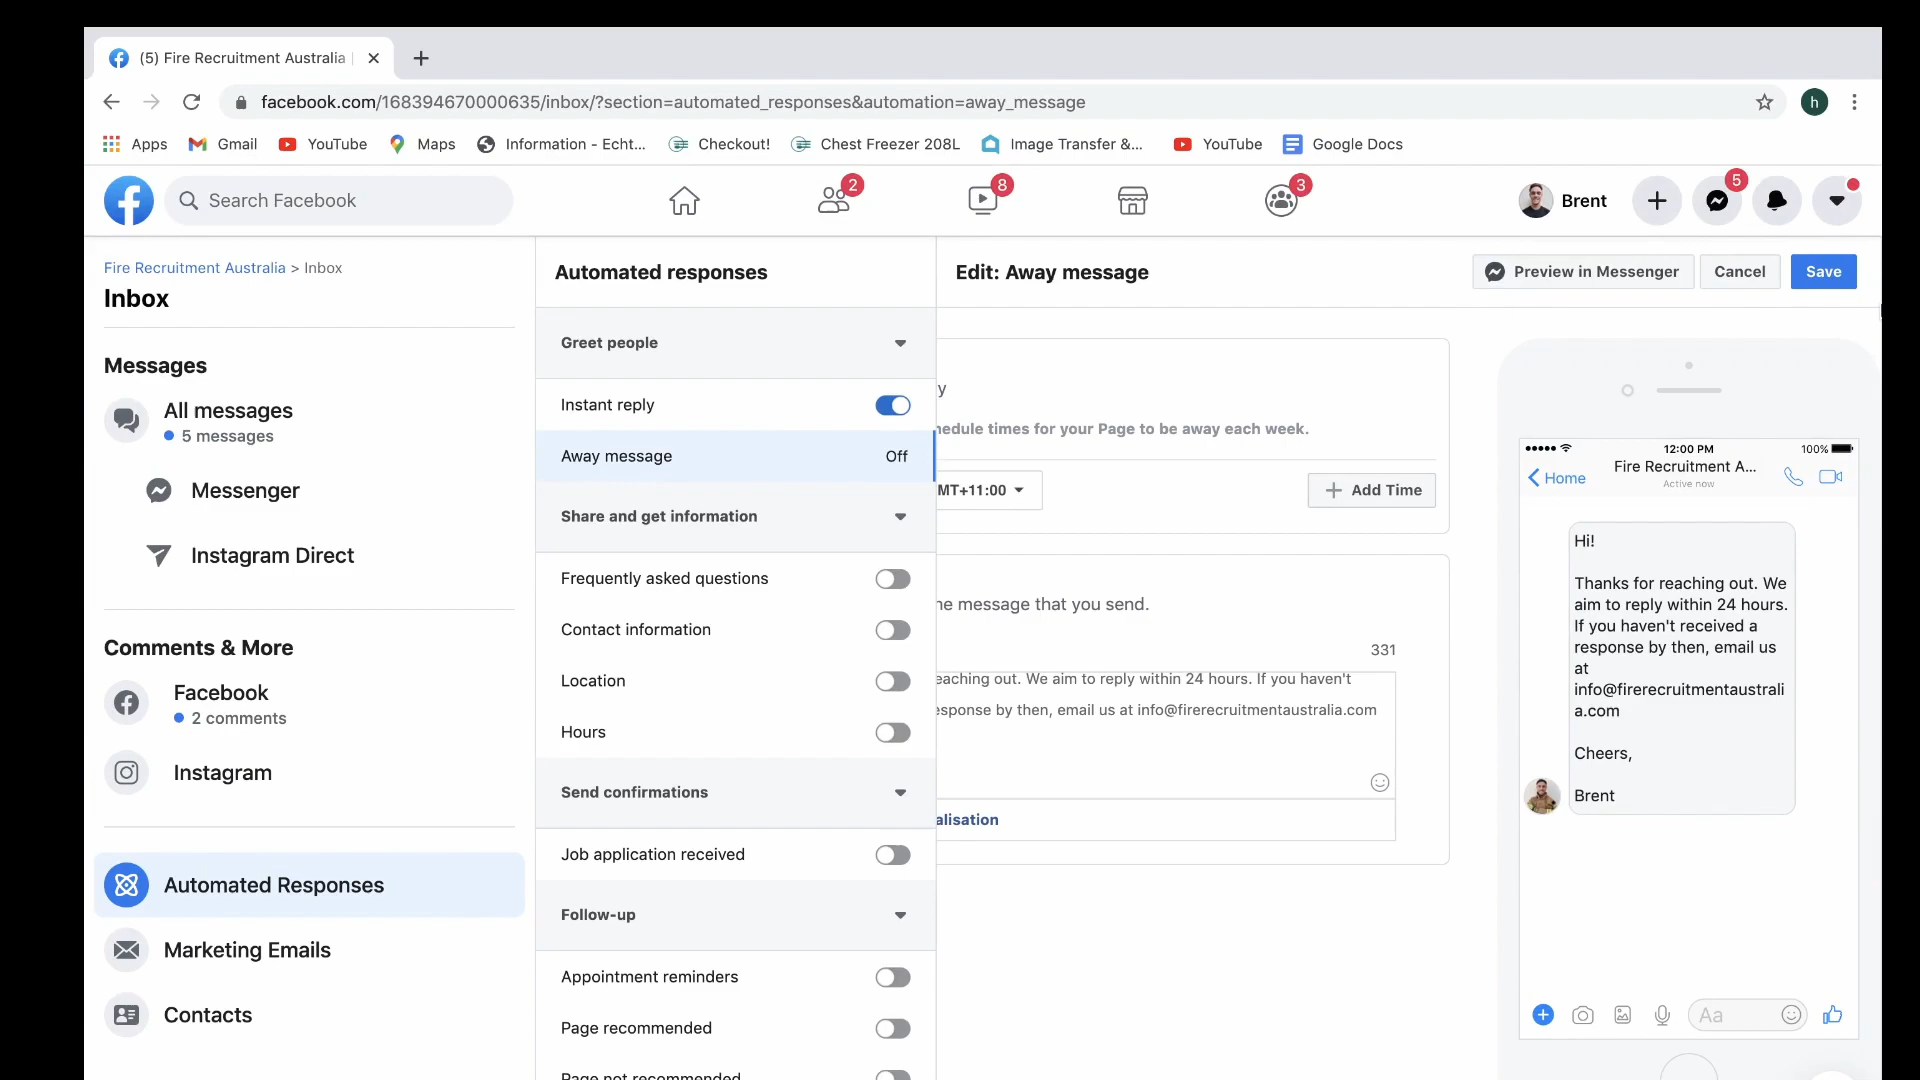 (5) Fire Recruitment Australia
facebook.com/168394670000635/inbox/?section=automated_responses&automation=away_message
h
Apps
Gmail
YouTube
Maps
Information - Echt...
Checkout!
Chest Freezer 208L
Image Transfer &...
YouTube
Google Docs
Search Facebook
2
8
3
Brent
5
Fire Recruitment Australia > Inbox
Inbox
Messages
All messages
5 messages
Messenger
Instagram Direct
Comments & More
Facebook
2 comments
Instagram
Automated Responses
Marketing Emails
Contacts
Automated responses
Greet people
Instant reply
Away message Off
Share and get information
Frequently asked questions
Contact information
Location
Hours
Send confirmations
Job application received
Follow-up
Appointment reminders
Page recommended
Page not recommended
Edit: Away message
Preview in Messenger
Cancel
Save
y
edule times for your Page to be away each week.
MT+11:00
Add Time
e message that you send.
331
eaching out. We aim to reply within 24 hours. If you haven't
esponse by then, email us at info@firerecruitmentaustralia.com
alisation
12:00 PM
100%
Home
Fire Recruitment A...
Active now
Hi!
Thanks for reaching out. We
aim to reply within 24 hours.
If you haven't received a
response by then, email us
at
info@firerecruitmentaustrali
a.com
Cheers,
Brent
Aa